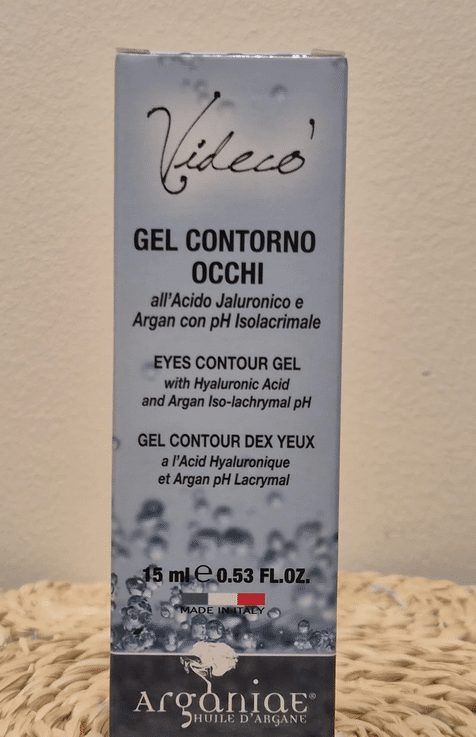 Videcò
GEL CONTORNO
OCCHI
all'Acido Jaluronico e
Argan con pH Isolacrimale
EYES CONTOUR GEL
with Hyaluronic Acid
and Argan Iso-lachrymal pH
GEL CONTOUR DEX YEUX
a l'Acid Hyaluronique
et Argan pH Lacrymal
15 ml ℮ 0.53 FL.OZ.
MADE IN ITALY
Arganiae®
HUILE D'ARGANE